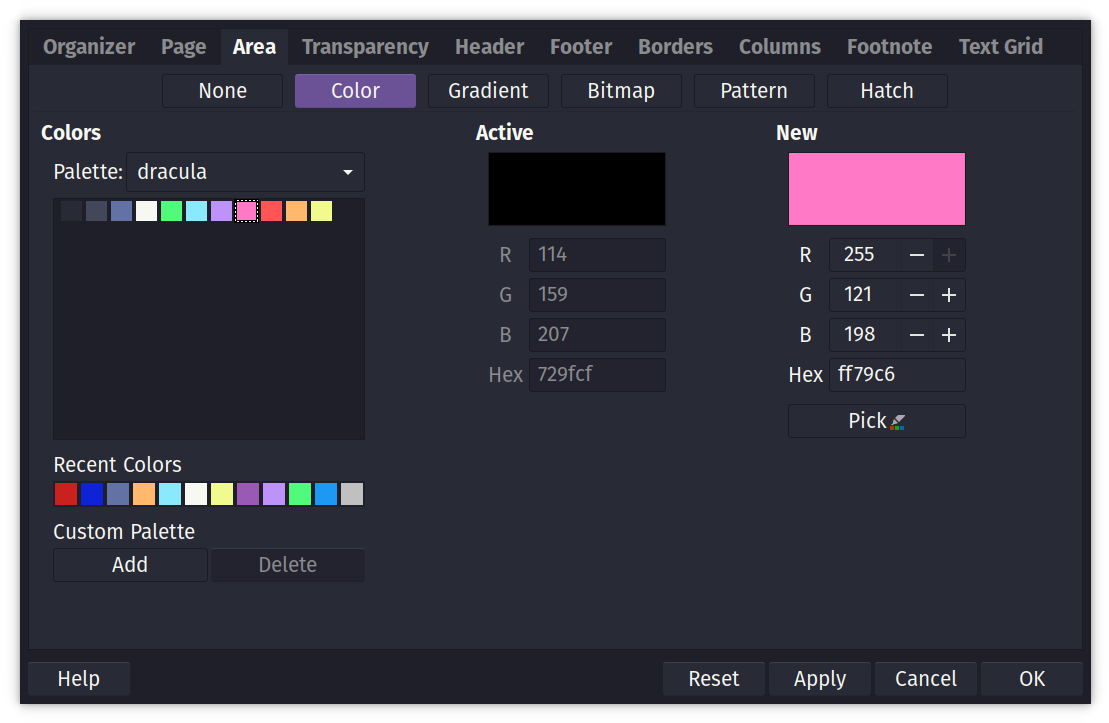 Organizer Page Area Transparency Header Footer Borders Columns Footnote Text Grid
None Color Gradient Bitmap Pattern Hatch
Colors
Palette: dracula
Recent Colors
Custom Palette
Add Delete
Active
R 114
G 159
B 207
Hex 729fcf
New
R 255
G 121
B 198
Hex ff79c6
Pick
Help Reset Apply Cancel OK